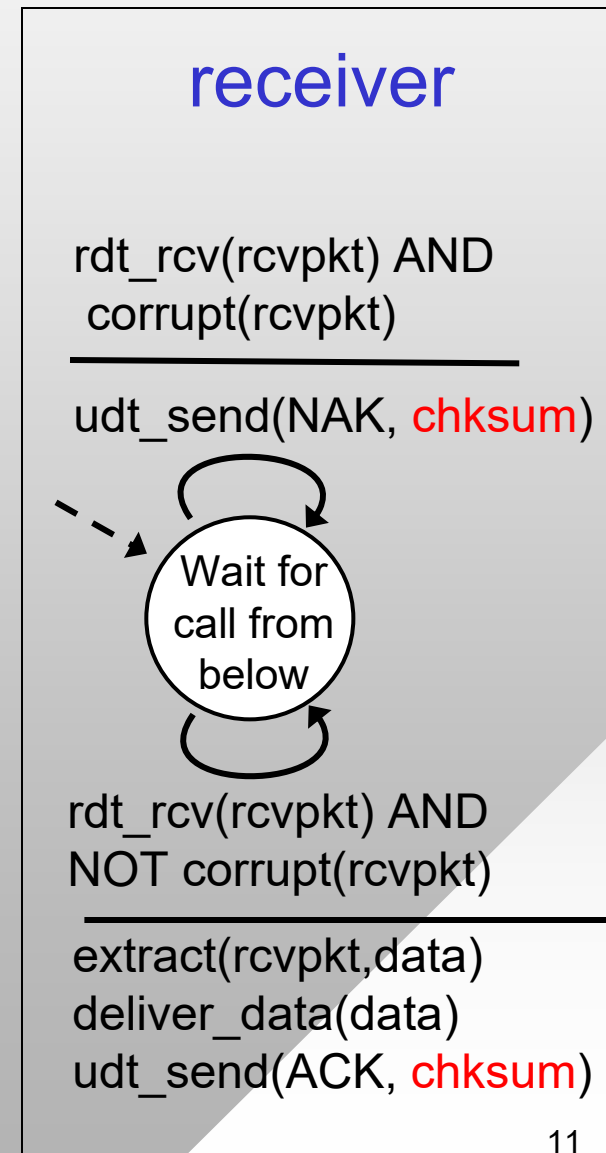 receiver
rdt_rcv(rcvpkt) AND
corrupt(rcvpkt)
udt_send(NAK, chksum)
Wait for
call from
below
rdt_rcv(rcvpkt) AND
NOT corrupt(rcvpkt)
extract(rcvpkt,data)
deliver_data(data)
udt_send(ACK, chksum)
11